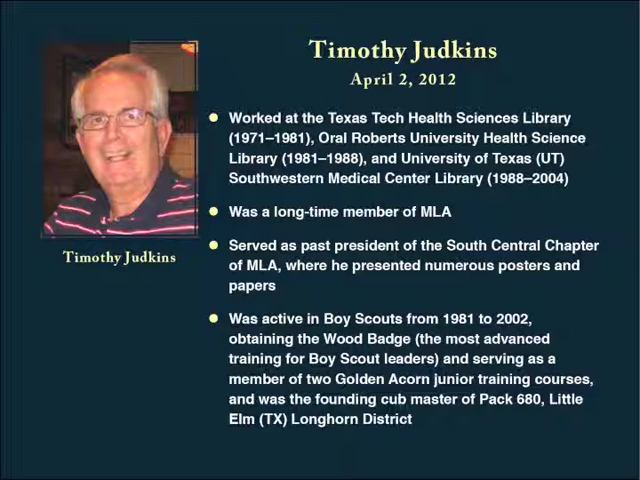 Timothy Judkins
April 2, 2012
Worked at the Texas Tech Health Sciences Library
(1971–1981), Oral Roberts University Health Science
Library (1981–1988), and University of Texas (UT)
Southwestern Medical Center Library (1988–2004)
Was a long-time member of MLA
Served as past president of the South Central Chapter
of MLA, where he presented numerous posters and
papers
Was active in Boy Scouts from 1981 to 2002,
obtaining the Wood Badge (the most advanced
training for Boy Scout leaders) and serving as a
member of two Golden Acorn junior training courses,
and was the founding cub master of Pack 680, Little
Elm (TX) Longhorn District
Timothy Judkins